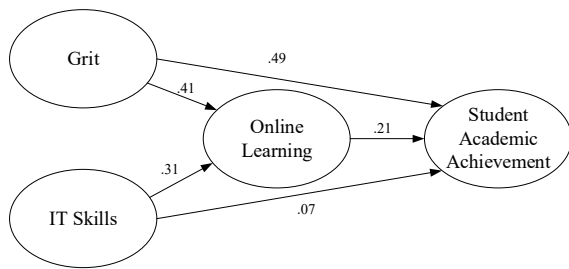 Grit
.49
.41
Online
Learning
.21
Student
Academic
Achievement
.31
IT Skills
.07